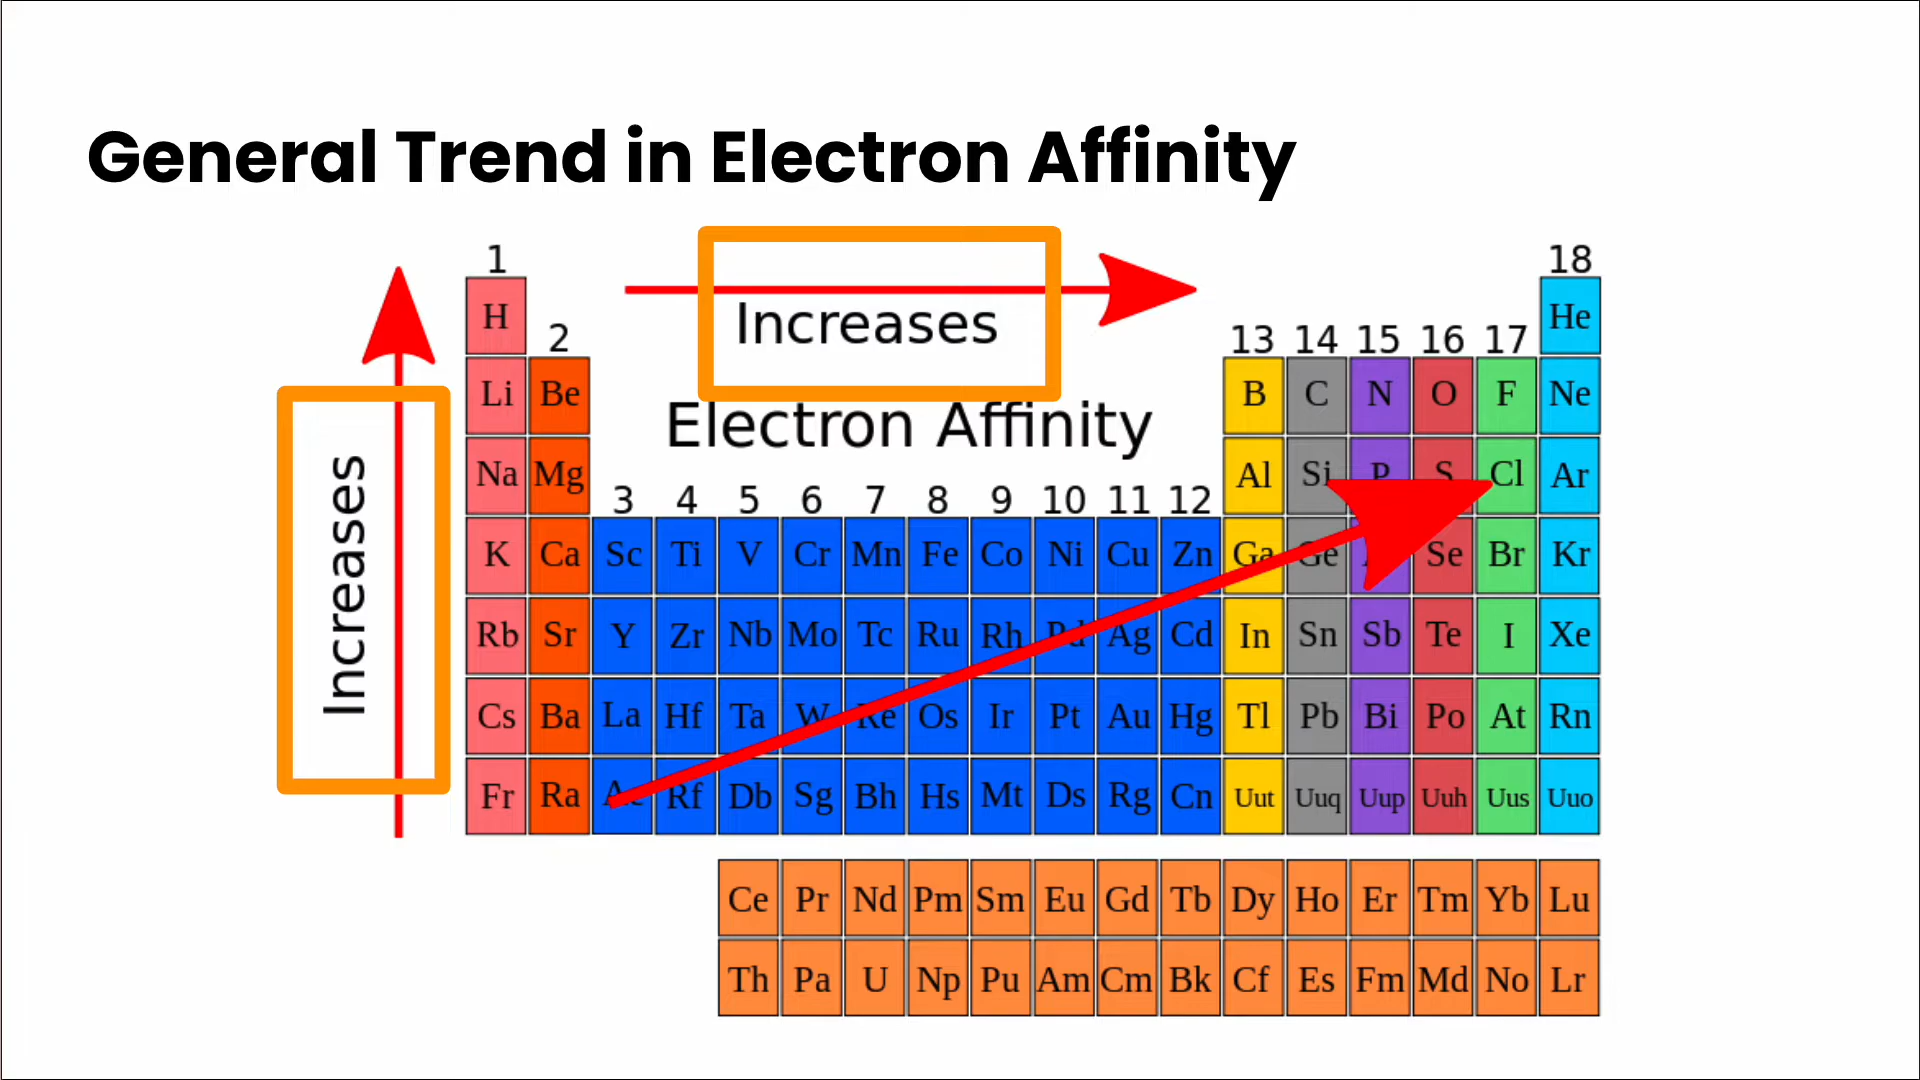 General Trend in Electron Affinity
1 18
H Increases He
2 13 14 15 16 17
Li Be B C N O F Ne
Electron Affinity
Na Mg Al Si P S Cl Ar
3 4 5 6 7 8 9 10 11 12
K Ca Sc Ti V Cr Mn Fe Co Ni Cu Zn Ga Ge Se Br Kr
Increases
Rb Sr Y Zr Nb Mo Tc Ru Rh Pd Ag Cd In Sn Sb Te I Xe
Cs Ba La Hf Ta W Re Os Ir Pt Au Hg Tl Pb Bi Po At Rn
Fr Ra Ac Rf Db Sg Bh Hs Mt Ds Rg Cn Uut Uuq Uup Uuh Uus Uuo
Ce Pr Nd Pm Sm Eu Gd Tb Dy Ho Er Tm Yb Lu
Th Pa U Np Pu Am Cm Bk Cf Es Fm Md No Lr